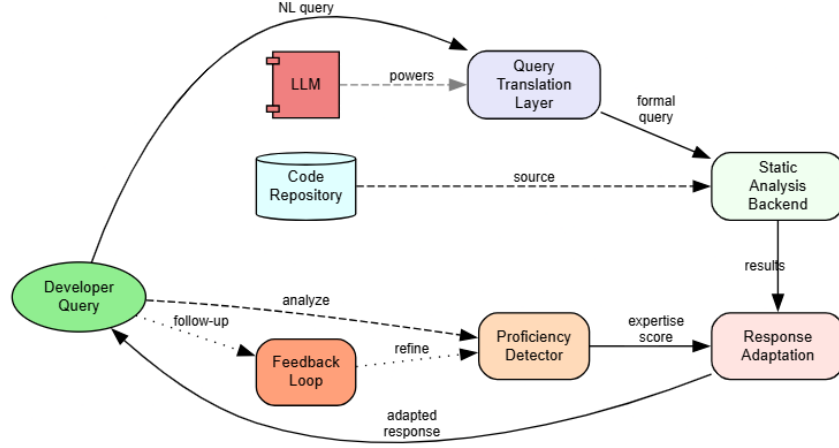 NL query
LLM
powers
Query
Translation
Layer
formal
query
Code
Repository
source
Static
Analysis
Backend
results
Developer
Query
analyze
follow-up
Feedback
Loop
refine
Proficiency
Detector
expertise
score
Response
Adaptation
adapted
response